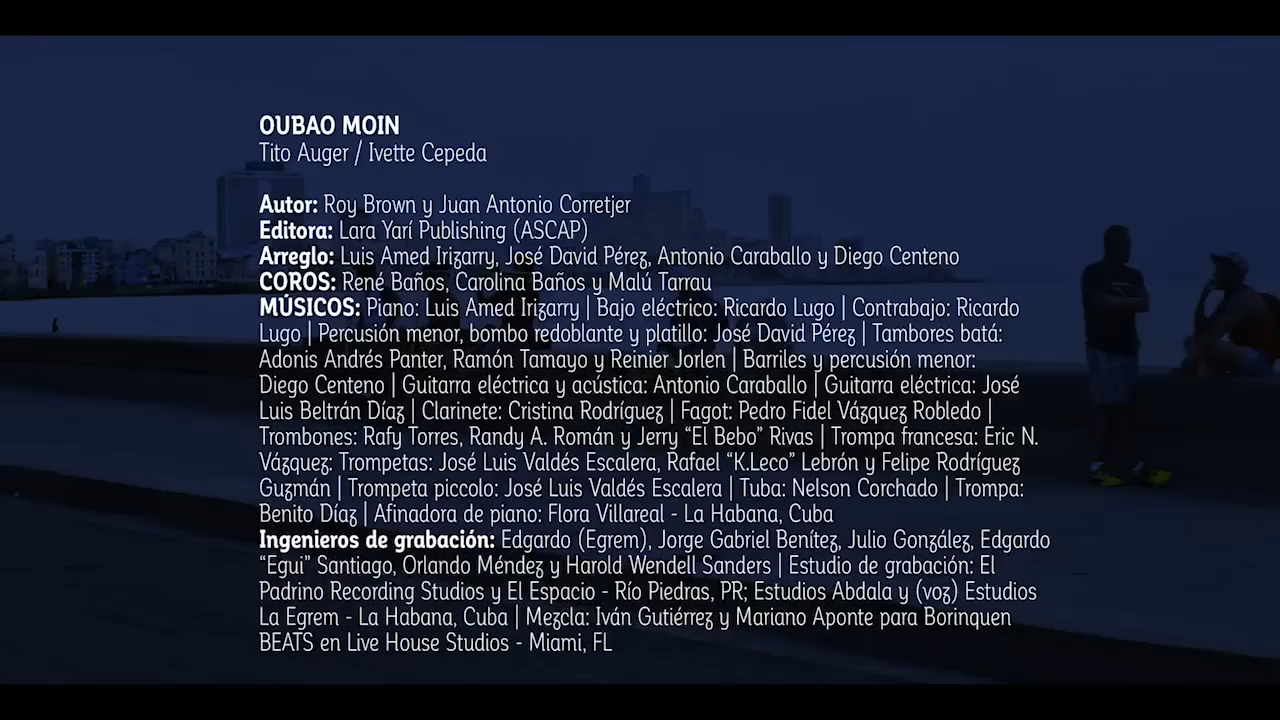 OUBAO MOIN
Tito Auger / Ivette Cepeda
Autor: Roy Brown y Juan Antonio Corretjer
Editora: Lara Yarí Publishing (ASCAP)
Arreglo: Luis Amed Irizarry, José David Pérez, Antonio Caraballo y Diego Centeno
COROS: René Baños, Carolina Baños y Malú Tarrau
MÚSICOS: Piano: Luis Amed Irizarry | Bajo eléctrico: Ricardo Lugo | Contrabajo: Ricardo
Lugo | Percusión menor, bombo redoblante y platillo: José David Pérez | Tambores batá:
Adonis Andrés Panter, Ramón Tamayo y Reinier Jorlen | Barriles y percusión menor:
Diego Centeno | Guitarra eléctrica y acústica: Antonio Caraballo | Guitarra eléctrica: José
Luis Beltrán Díaz | Clarinete: Cristina Rodríguez | Fagot: Pedro Fidel Vázquez Robledo |
Trombones: Rafy Torres, Randy A. Román y Jerry “El Bebo” Rivas | Trompa francesa: Eric N.
Vázquez: Trompetas: José Luis Valdés Escalera, Rafael “K.Leco” Lebrón y Felipe Rodríguez
Guzmán | Trompeta piccolo: José Luis Valdés Escalera | Tuba: Nelson Corchado | Trompa:
Benito Díaz | Afinadora de piano: Flora Villareal - La Habana, Cuba
Ingenieros de grabación: Edgardo (Egrem), Jorge Gabriel Benítez, Julio González, Edgardo
“Egui” Santiago, Orlando Méndez y Harold Wendell Sanders | Estudio de grabación: El
Padrino Recording Studios y El Espacio - Río Piedras, PR; Estudios Abdala y (voz) Estudios
La Egrem - La Habana, Cuba | Mezcla: Iván Gutiérrez y Mariano Aponte para Borinquen
BEATS en Live House Studios - Miami, FL